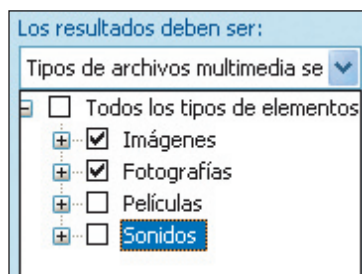 Los resultados deben ser:
Tipos de archivos multimedia se
Todos los tipos de elementos
Imágenes
Fotografías
Películas
Sonidos